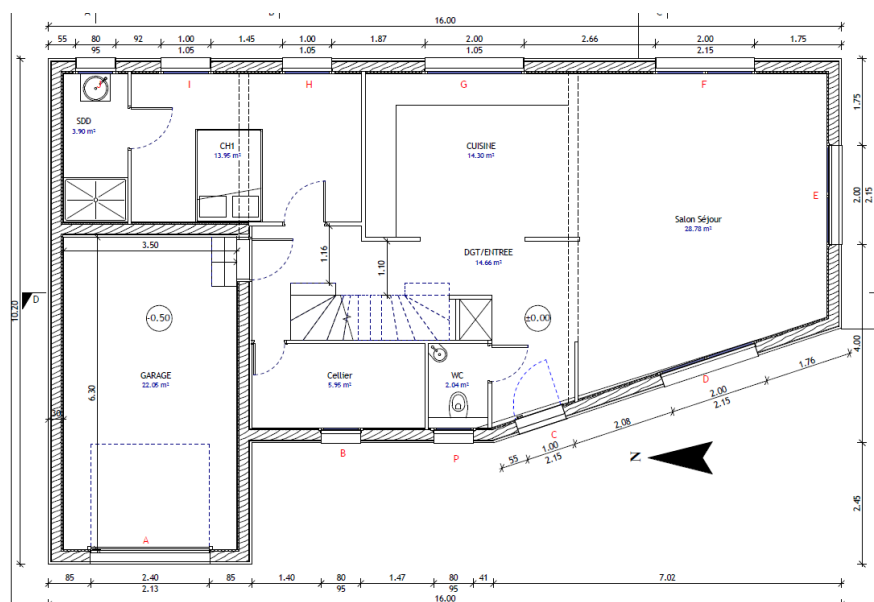 16.00
55 80 92 1.00 1.45 1.00 1.87 2.00 2.66 2.00 1.75
95 1.05 1.05 1.05 2.15
I H G F
SDD
3.90 m²
CH1
13.95 m²
CUISINE
14.30 m²
1.75
E
2.00
2.15
Salon Séjour
28.78 m²
DGT/ENTREE
14.66 m²
3.50
1.16
1.10
10.20
D
-0.50
±0.00
4.00
GARAGE
22.05 m²
6.30
Cellier
5.95 m²
WC
2.04 m²
D
1.76
2.00
2.15
2.08
C
1.00
2.15
55
30
B
P
N
2.45
A
85 2.40 85 1.40 80 1.47 80 41 7.02
2.13 95 95
16.00